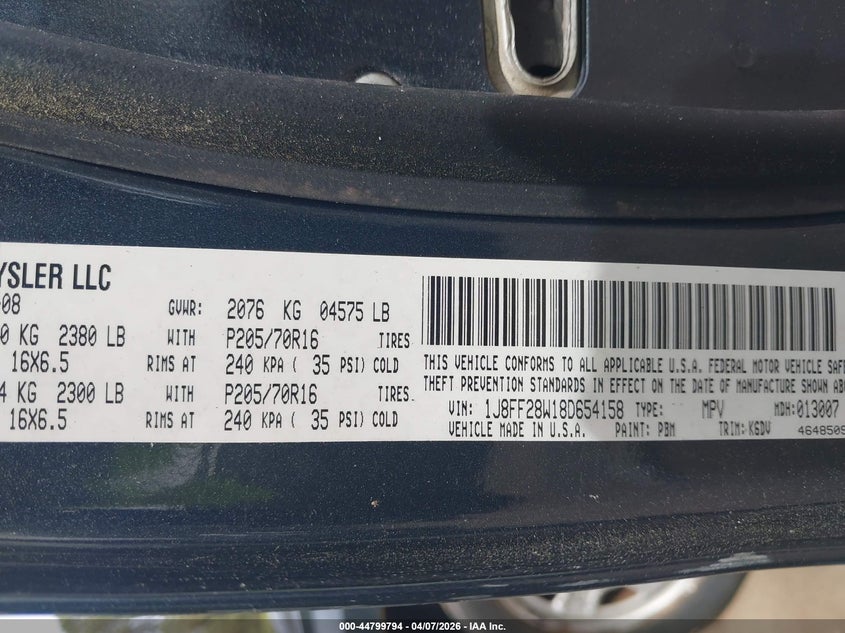 YSLER LLC
08 GVWR: 2076 KG 04575 LB
0 KG 2380 LB WITH P205/70R16 TIRES
16X6.5 RIMS AT 240 KPA ( 35 PSI) COLD
4 KG 2300 LB WITH P205/70R16 TIRES
16X6.5 RIMS AT 240 KPA ( 35 PSI) COLD
THIS VEHICLE CONFORMS TO ALL APPLICABLE U.S.A. FEDERAL MOTOR VEHICLE SAFE
THEFT PREVENTION STANDARDS IN EFFECT ON THE DATE OF MANUFACTURE SHOWN ABO
VIN: 1J8FF28W18D654158 TYPE: MPV MDH:013007
VEHICLE MADE IN U.S.A. PAINT: PBM TRIM:KSDV 4648509
000-44799794 - 04/07/2026 - IAA Inc.